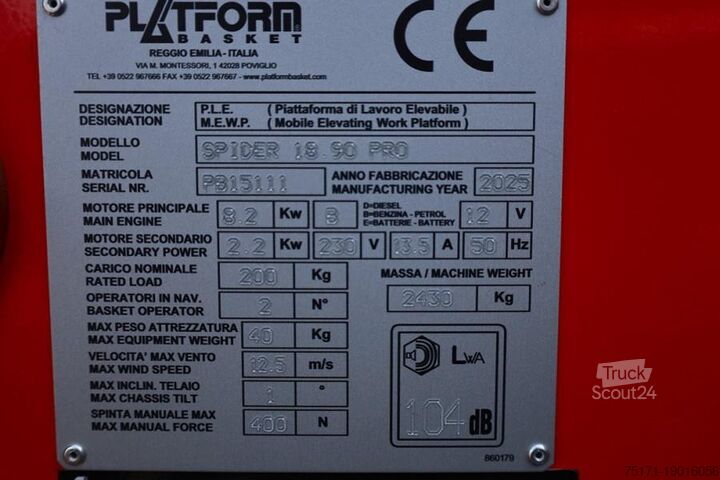 PLATFORM
BASKET
REGGIO EMILIA - ITALIA
VIA M. MONTESSORI, 1 42028 POVIGLIO
TEL +39 0522 967666 FAX +39 0522 967667 - www.platformbasket.com
CE
DESIGNAZIONE P.L.E. ( Piattaforma di Lavoro Elevabile )
DESIGNATION M.E.W.P. ( Mobile Elevating Work Platform )
MODELLO
MODEL SPIDER 18.90 PRO
MATRICOLA
SERIAL NR. PB15111
ANNO FABBRICAZIONE
MANUFACTURING YEAR 2025
MOTORE PRINCIPALE
MAIN ENGINE 8.2 Kw B
D=DIESEL
B=BENZINA - PETROL
E=BATTERIE - BATTERY
12 V
MOTORE SECONDARIO
SECONDARY POWER 2.2 Kw 230 V 13.5 A 50 Hz
CARICO NOMINALE
RATED LOAD 200 Kg
MASSA / MACHINE WEIGHT
2430 Kg
OPERATORI IN NAV.
BASKET OPERATOR 2 N°
MAX PESO ATTREZZATURA
MAX EQUIPMENT WEIGHT 40 Kg
VELOCITA' MAX VENTO
MAX WIND SPEED 12.5 m/s
MAX INCLIN. TELAIO
MAX CHASSIS TILT 1 °
SPINTA MANUALE MAX
MAX MANUAL FORCE 400 N
LWA
104 dB
860179
Truck
Scout24